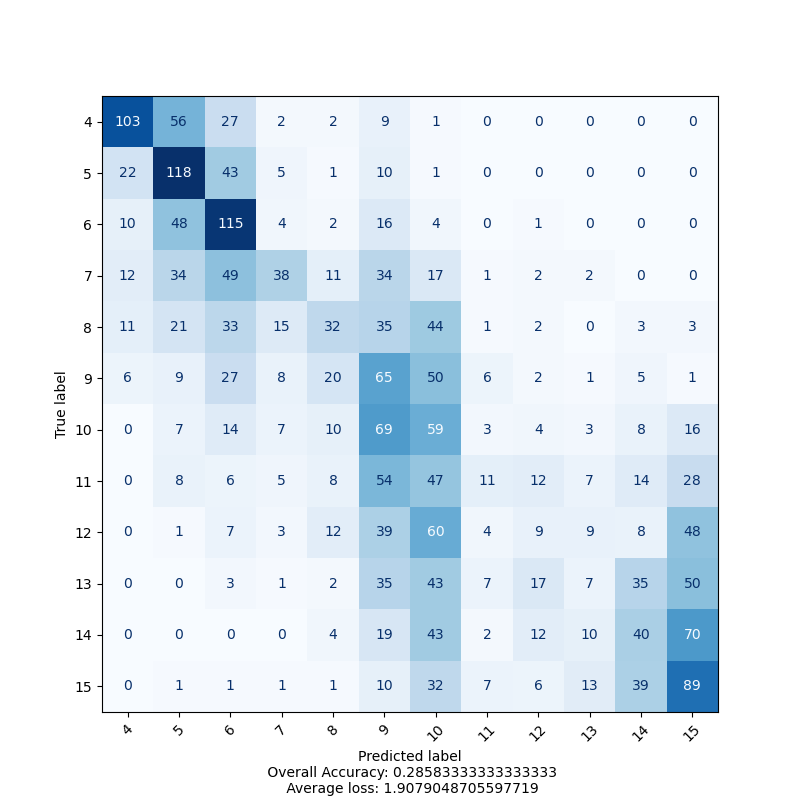 4 103 56 27 2 2 9 1 0 0 0 0 0
5 22 118 43 5 1 10 1 0 0 0 0 0
6 10 48 115 4 2 16 4 0 1 0 0 0
7 12 34 49 38 11 34 17 1 2 2 0 0
8 11 21 33 15 32 35 44 1 2 0 3 3
9 6 9 27 8 20 65 50 6 2 1 5 1
10 0 7 14 7 10 69 59 3 4 3 8 16
11 0 8 6 5 8 54 47 11 12 7 14 28
12 0 1 7 3 12 39 60 4 9 9 8 48
13 0 0 3 1 2 35 43 7 17 7 35 50
14 0 0 0 0 4 19 43 2 12 10 40 70
15 0 1 1 1 1 10 32 7 6 13 39 89
True label
4 5 6 7 8 9 10 11 12 13 14 15
Predicted label
Overall Accuracy: 0.28583333333333333
Average loss: 1.9079048705597719